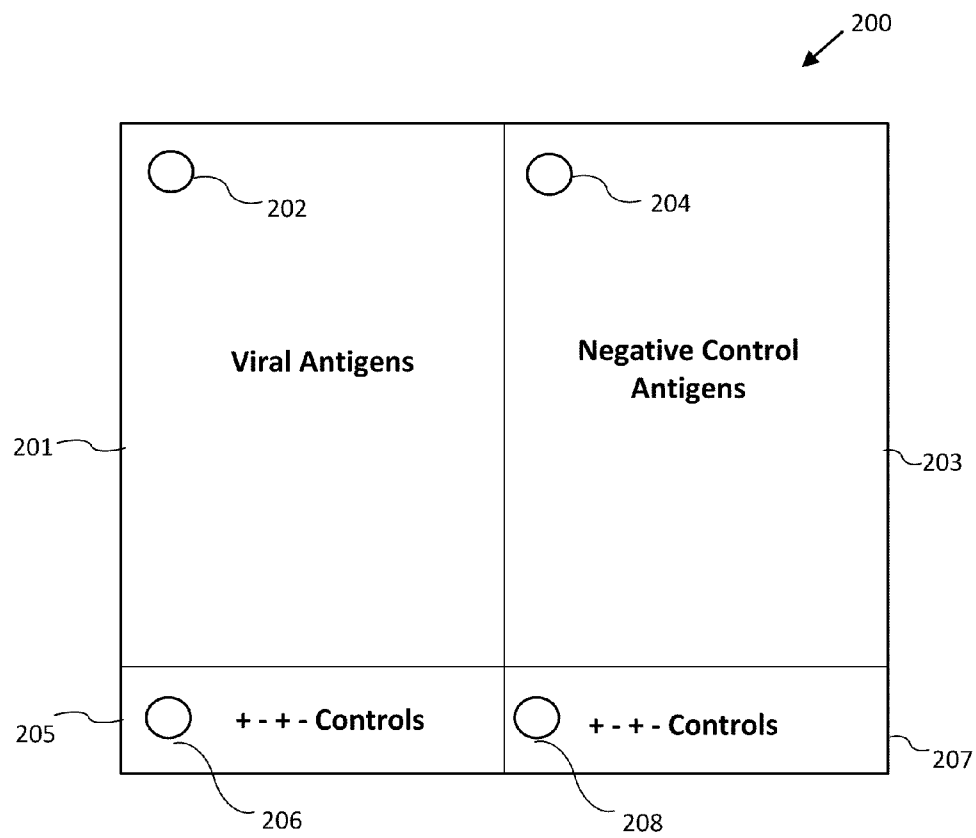 200
202
204
Viral Antigens
Negative Control
Antigens
201
203
205
+ - + - Controls
+ - + - Controls
207
206
208